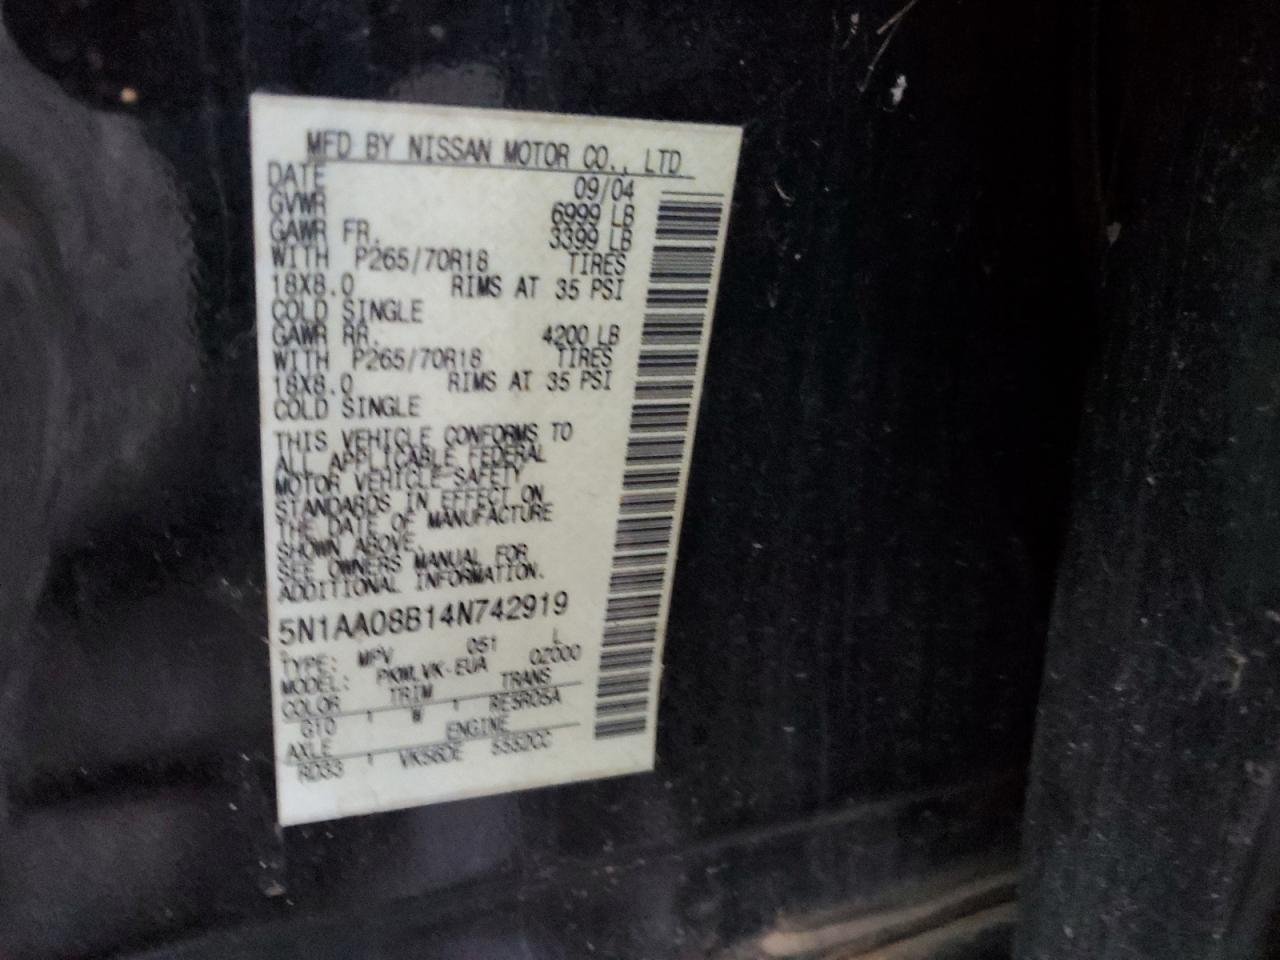 MFD BY NISSAN MOTOR CO., LTD
DATE 09/04
GVWR 6999 LB
GAWR FR. 3399 LB
WITH P265/70R18 TIRES
18X8.0 RIMS AT 35 PSI
COLD SINGLE
GAWR RR. 4200 LB
WITH P265/70R18 TIRES
18X8.0 RIMS AT 35 PSI
COLD SINGLE
THIS VEHICLE CONFORMS TO
ALL APPLICABLE FEDERAL
MOTOR VEHICLE SAFETY
STANDARDS IN EFFECT ON
THE DATE OF MANUFACTURE
SHOWN ABOVE.
SEE OWNERS MANUAL FOR
ADDITIONAL INFORMATION.
5N1AA08B14N742919
TYPE: MPV 051 L
MODEL: 0Z000
COLOR TRIM TRANS
G10 W RE5R05A
AXLE ENGINE
RD33 VK56DE 5552CC